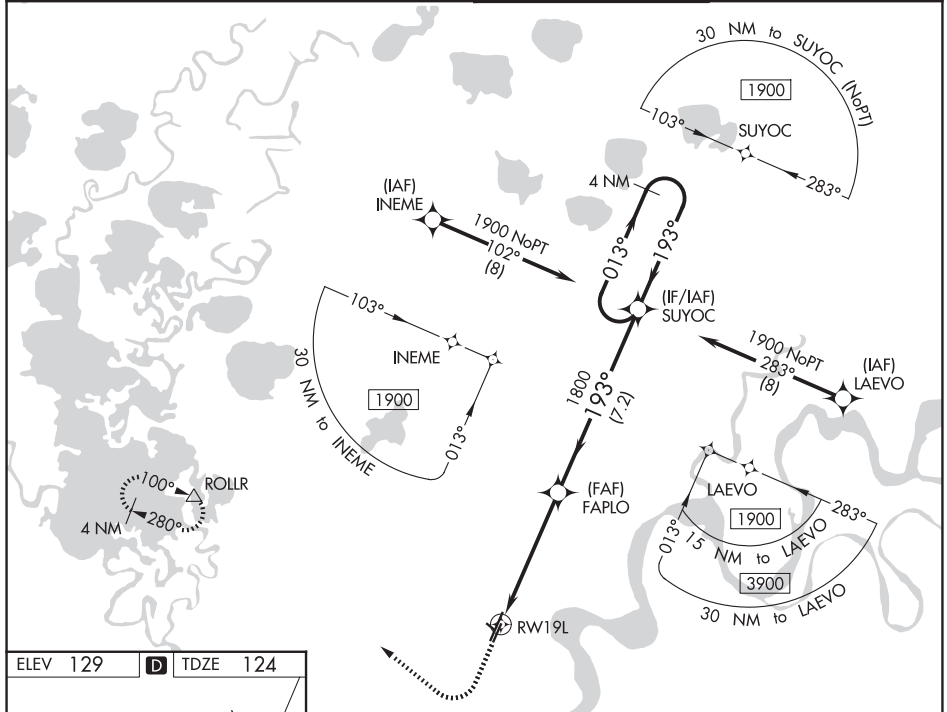 30 NM to SUYOC (NoPT)
1900
103°
SUYOC
283°
4 NM
(IAF)
INEME
1900 NoPT
102°
(8)
013°
193°
(IF/IAF)
SUYOC
103°
INEME
1900
30 NM to INEME
013°
1900 NoPT
283°
(8)
(IAF)
LAEVO
1800
193°
(7.2)
(FAF)
FAPLO
LAEVO
283°
1900
013°
15 NM to LAEVO
3900
30 NM to LAEVO
100°
ROLLR
4 NM
280°
RW19L
ELEV 129 D TDZE 124